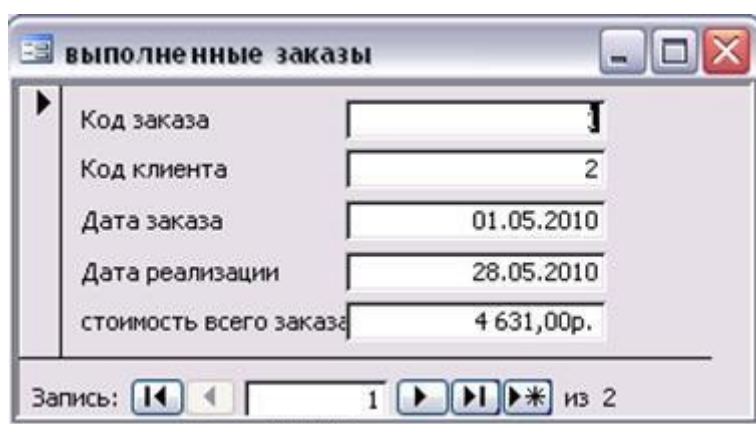 выполненные заказы
Код заказа
Код клиента 2
Дата заказа 01.05.2010
Дата реализации 28.05.2010
стоимость всего заказа 4 631,00р.
Запись: 1 из 2